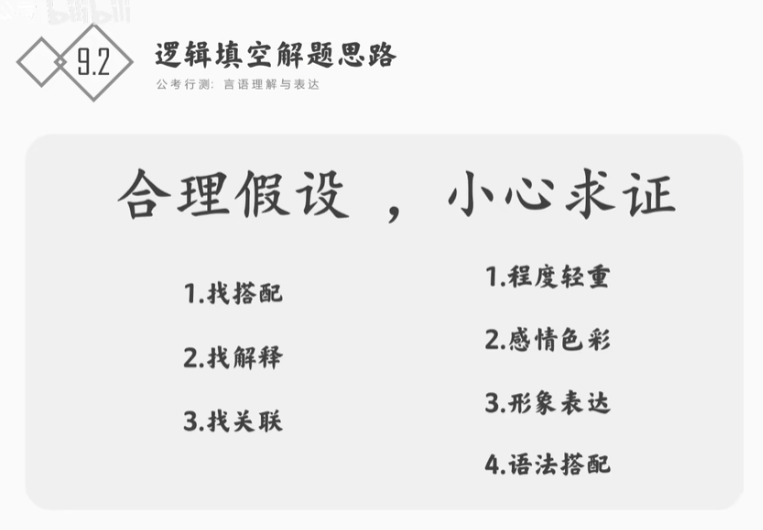 bilibili
9.2
逻辑填空解题思路
公考行测: 言语理解与表达
合理假设 ，小心求证
1.找搭配
2.找解释
3.找关联
1.程度轻重
2.感情色彩
3.形象表达
4.语法搭配